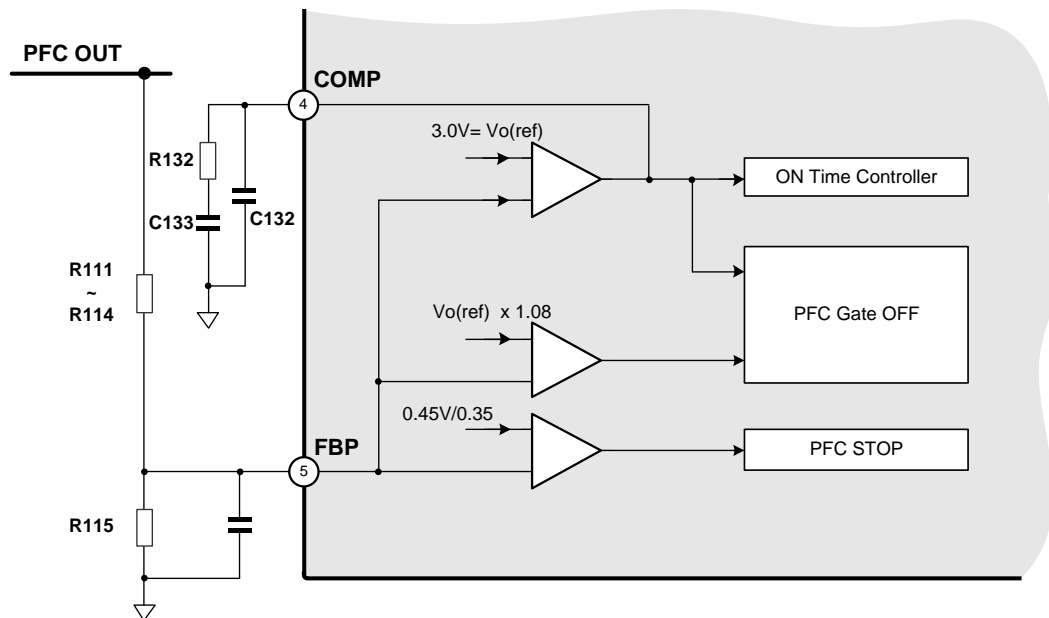 PFC OUT
COMP
4
3.0V= Vo(ref)
R132
ON Time Controller
C133
C132
R111
~
R114
Vo(ref) x 1.08
PFC Gate OFF
0.45V/0.35
FBP
5
PFC STOP
R115